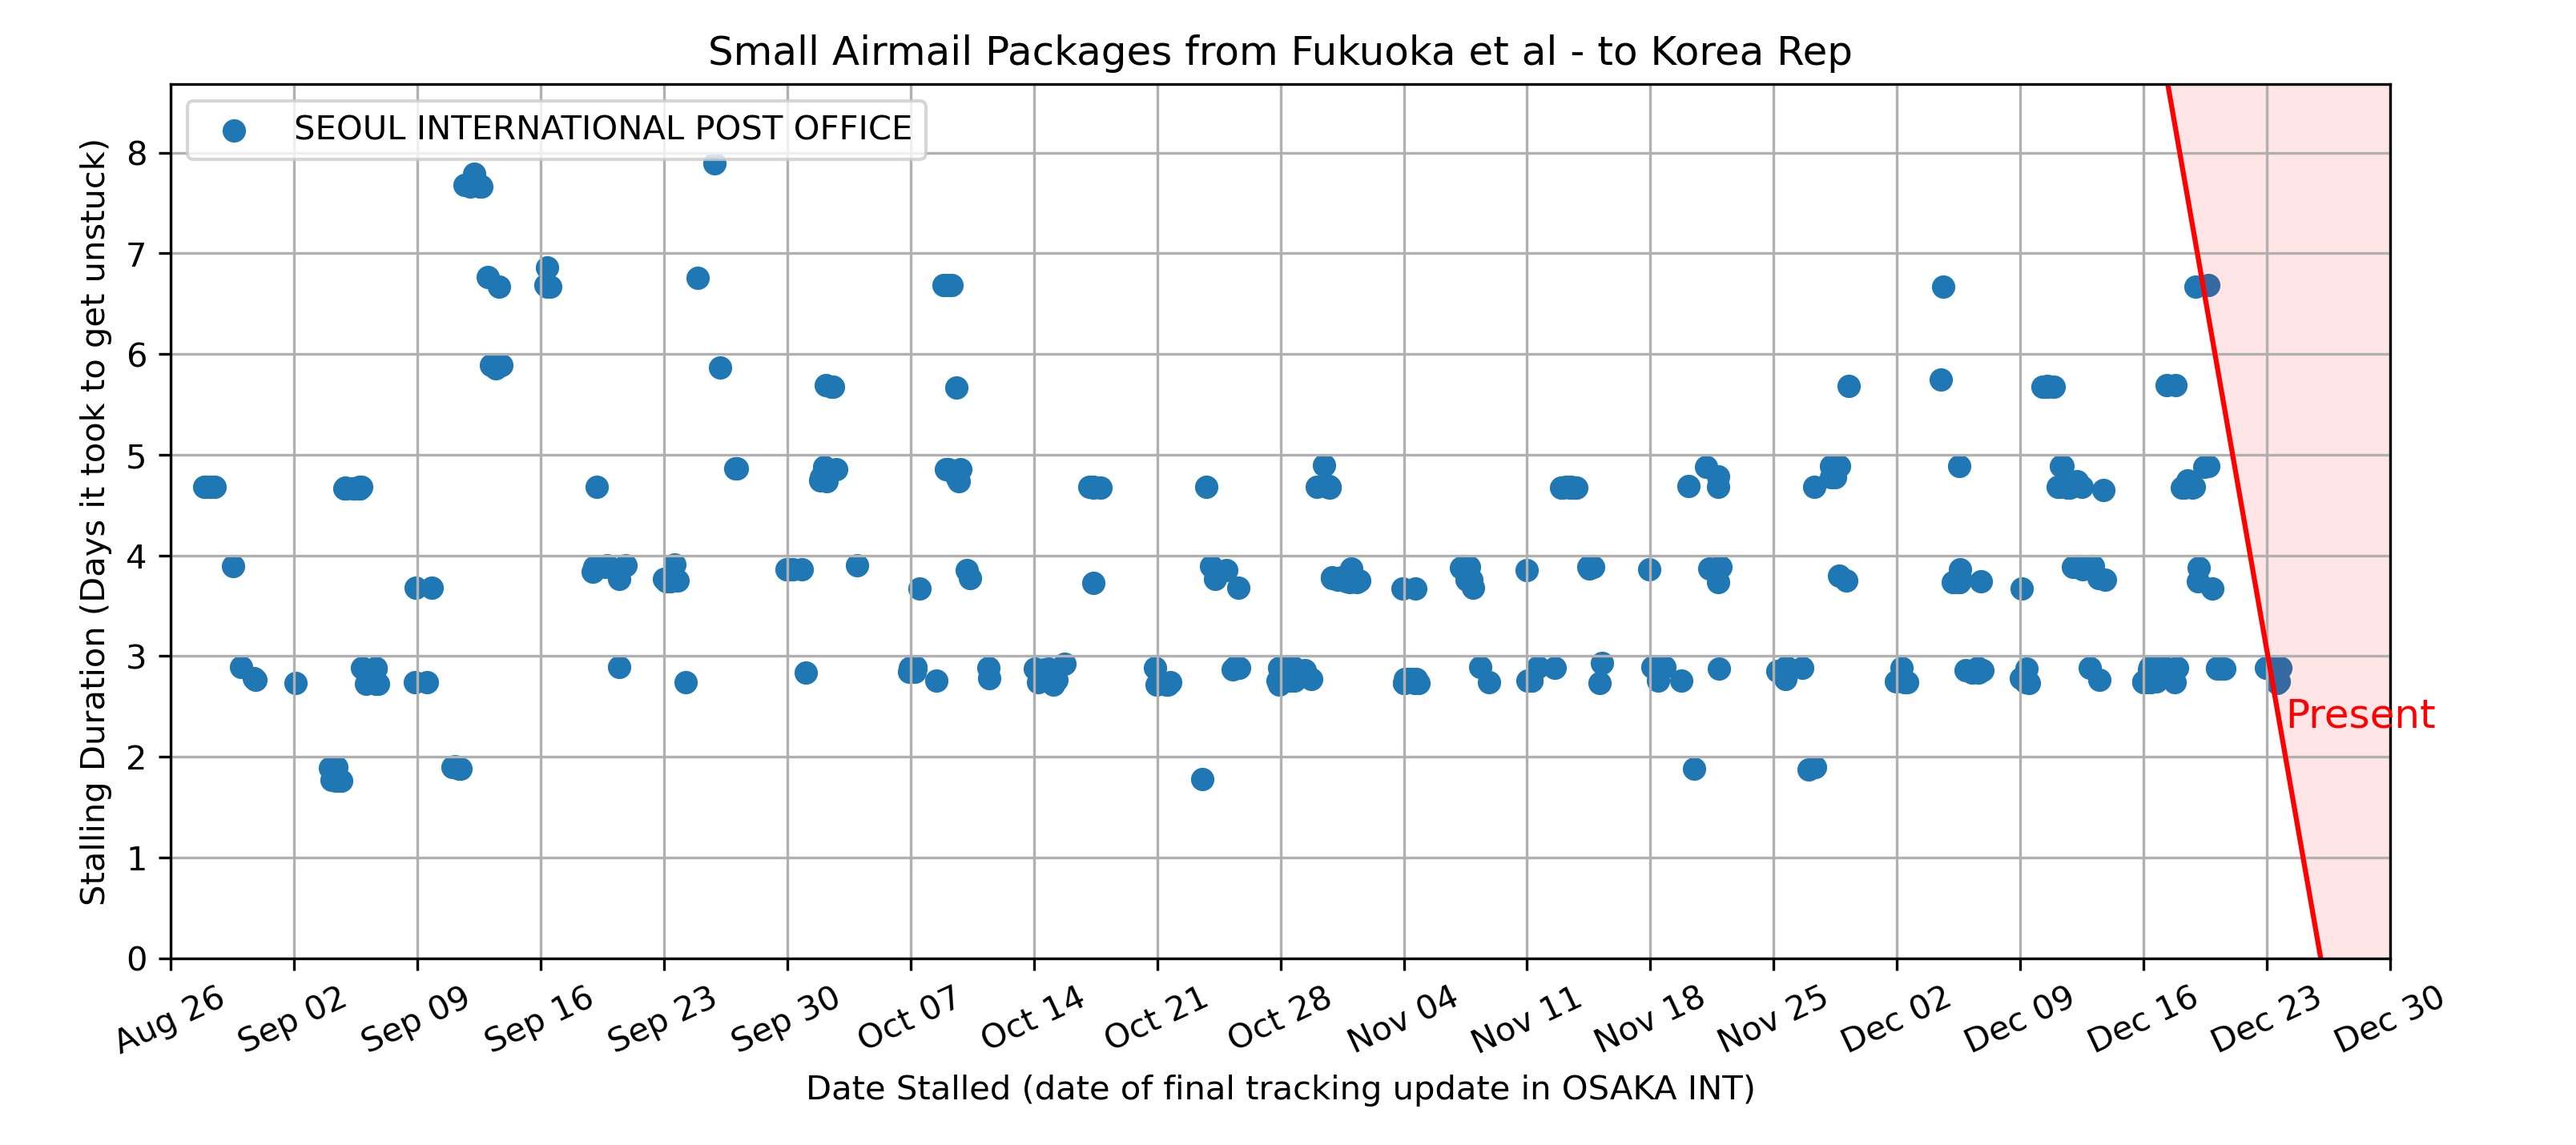 Small Airmail Packages from Fukuoka et al - to Korea Rep
SEOUL INTERNATIONAL POST OFFICE
Stalling Duration (Days it took to get unstuck)
8
7
6
5
4
3
2
1
0
Present
Aug 26
Sep 02
Sep 09
Sep 16
Sep 23
Sep 30
Oct 07
Oct 14
Oct 21
Oct 28
Nov 04
Nov 11
Nov 18
Nov 25
Dec 02
Dec 09
Dec 16
Dec 23
Dec 30
Date Stalled (date of final tracking update in OSAKA INT)